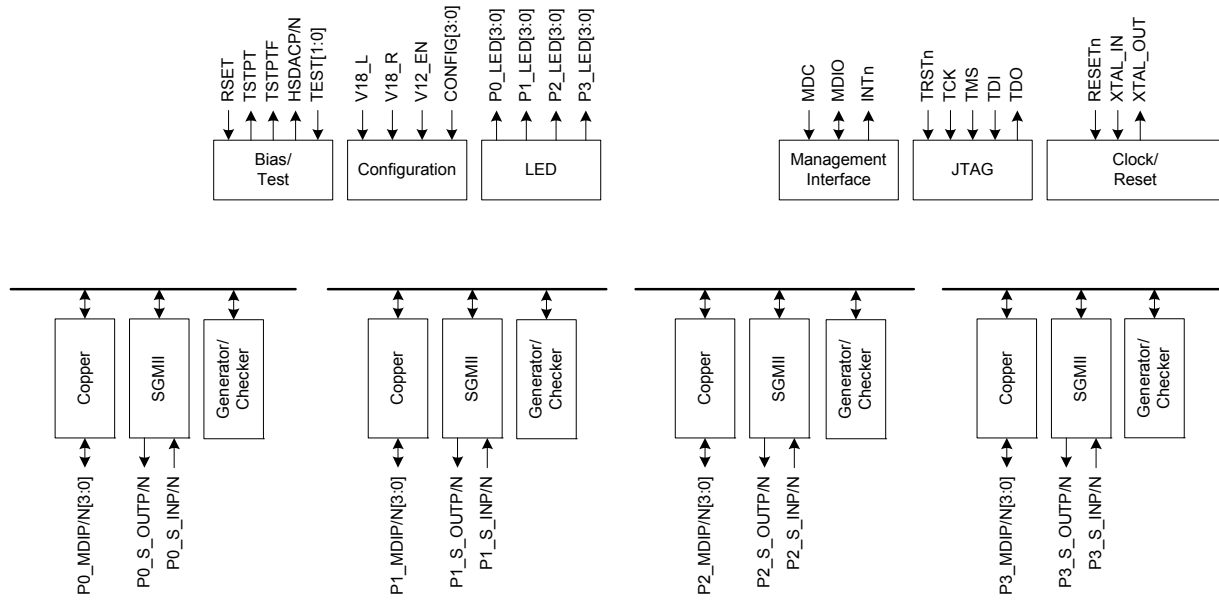 RSET
TSTPT
TSTPTF
HSDACP/N
TEST[1:0]
V18_L
V18_R
V12_EN
CONFIG[3:0]
P0_LED[3:0]
P1_LED[3:0]
P2_LED[3:0]
P3_LED[3:0]
MDC
MDIO
INTn
TRSTn
TCK
TMS
TDI
TDO
RESETn
XTAL_IN
XTAL_OUT
Bias/
Test
Configuration
LED
Management
Interface
JTAG
Clock/
Reset
Copper
SGMII
Generator/
Checker
Copper
SGMII
Generator/
Checker
Copper
SGMII
Generator/
Checker
Copper
SGMII
Generator/
Checker
P0_MDIP/N[3:0]
P0_S_OUTP/N
P0_S_INP/N
P1_MDIP/N[3:0]
P1_S_OUTP/N
P1_S_INP/N
P2_MDIP/N[3:0]
P2_S_OUTP/N
P2_S_INP/N
P3_MDIP/N[3:0]
P3_S_OUTP/N
P3_S_INP/N